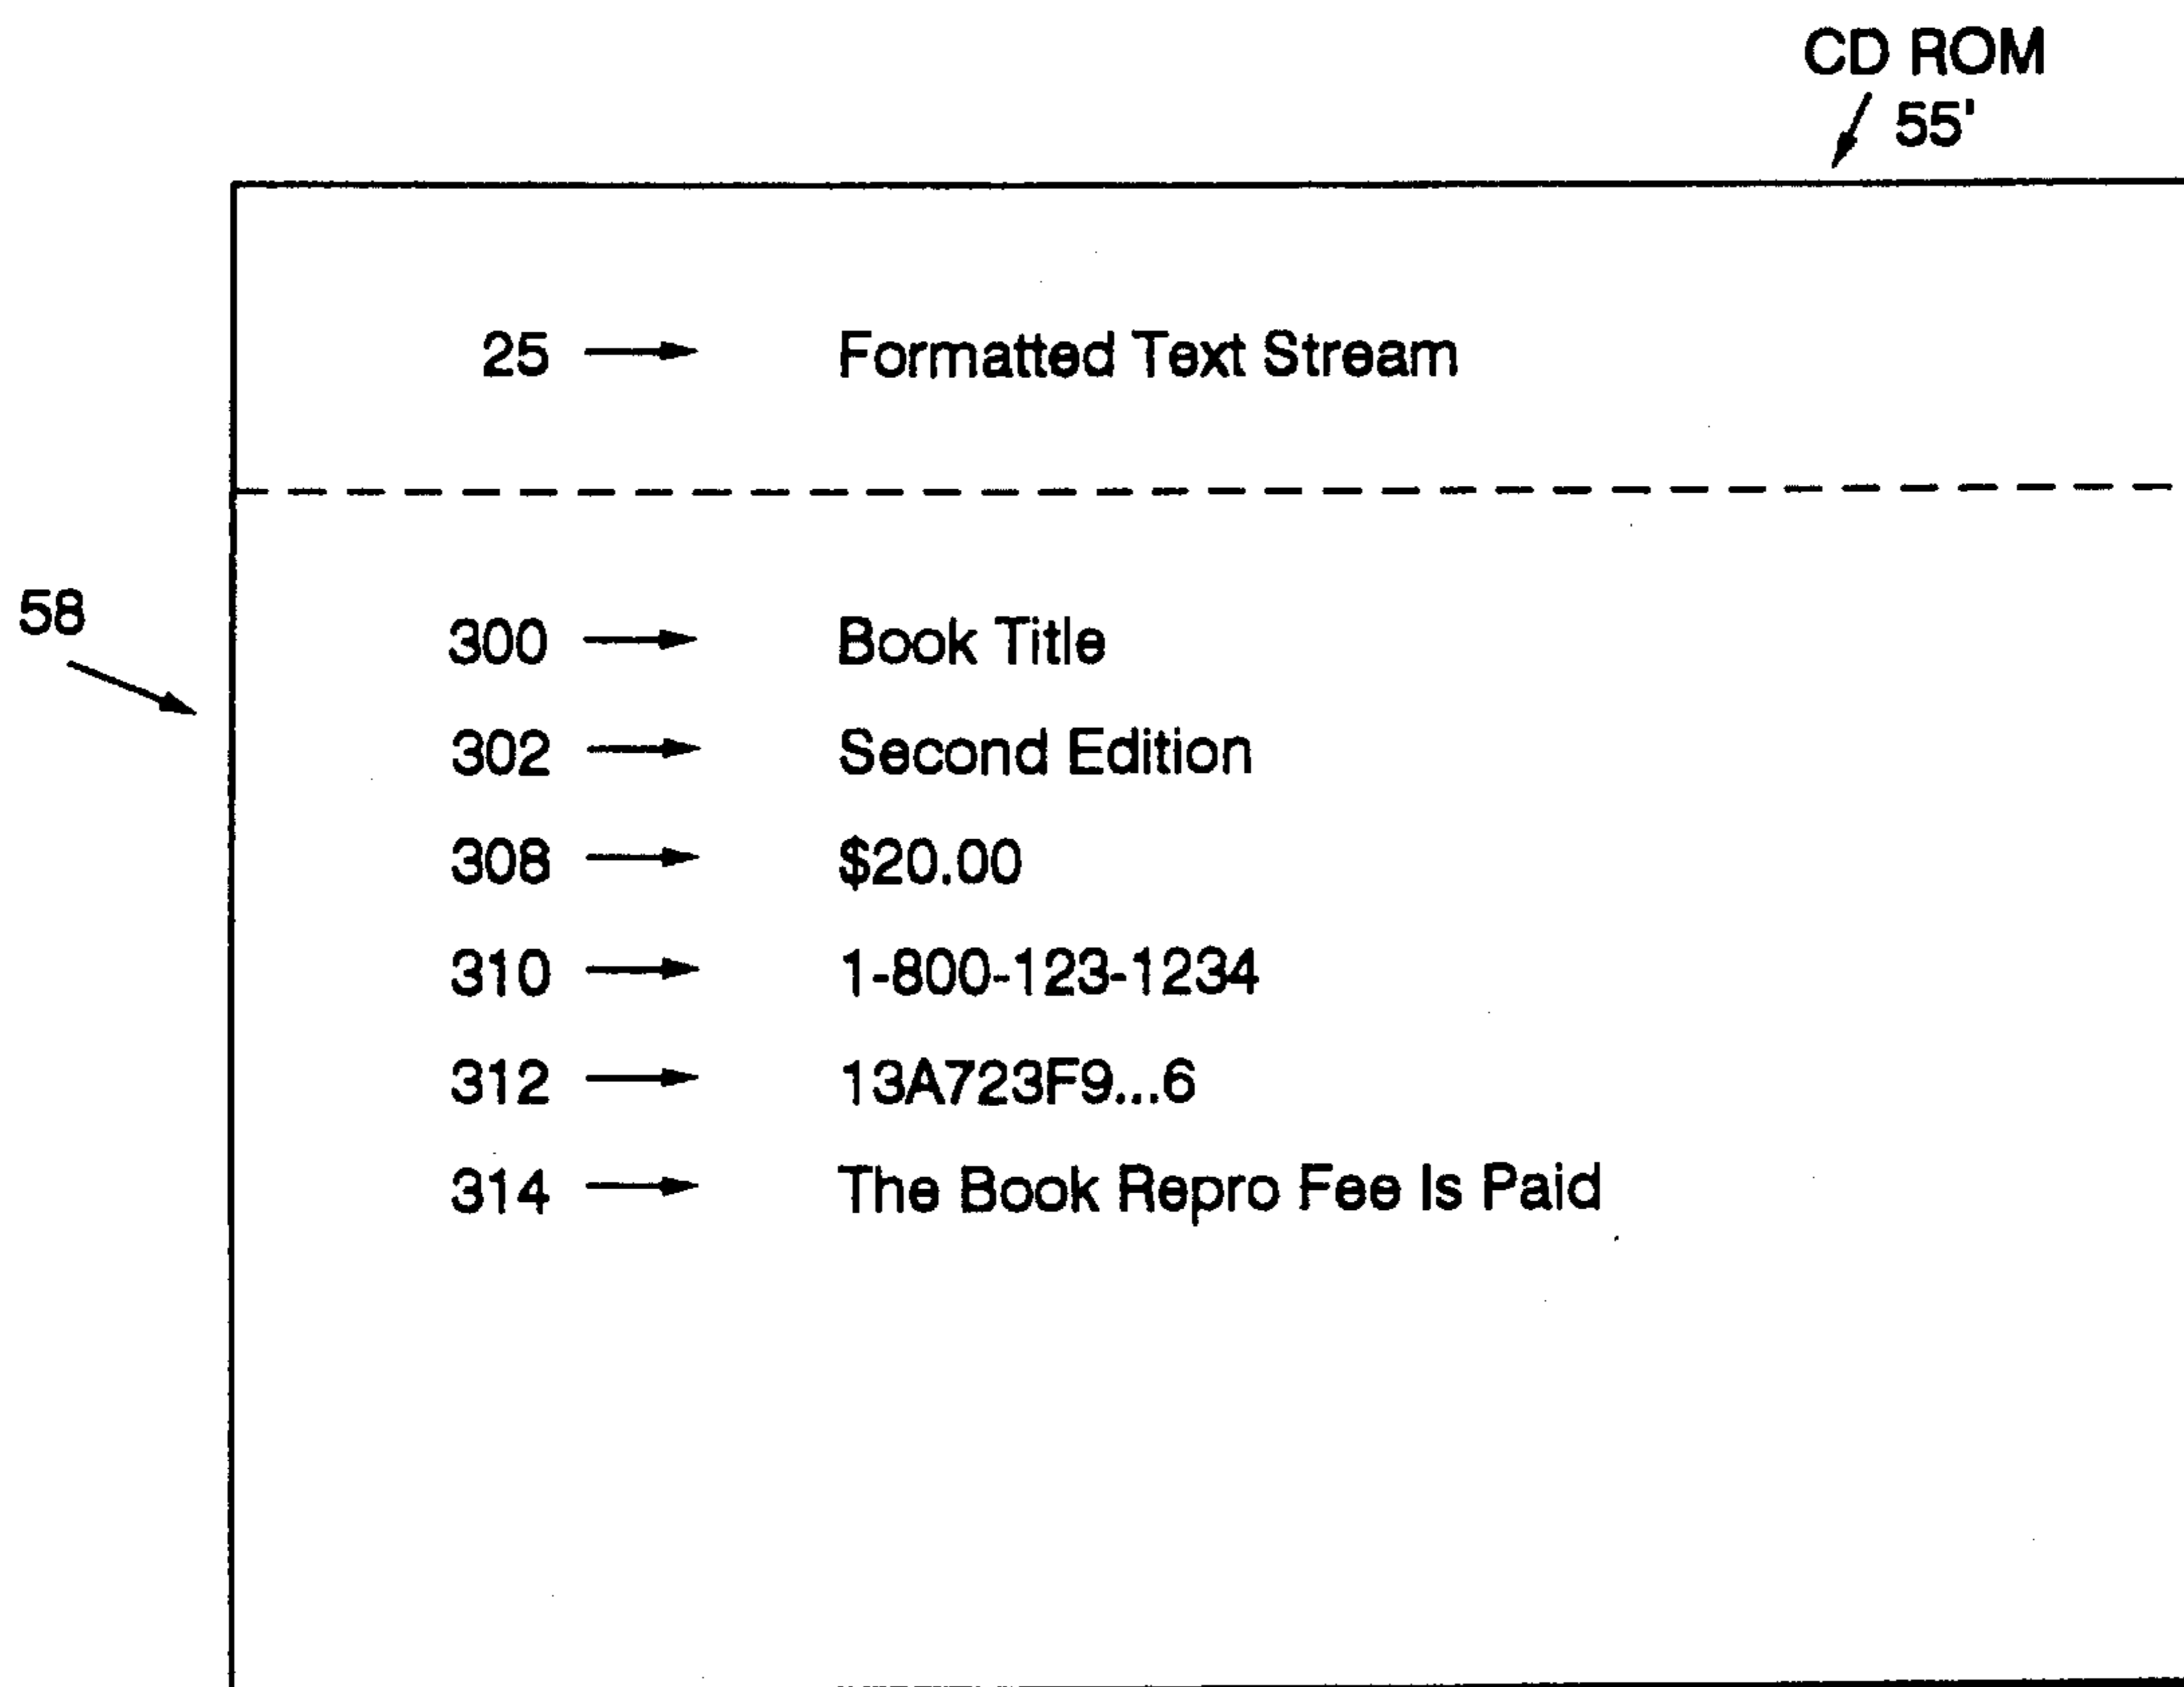 CD ROM
55'
25 Formatted Text Stream
58
300 Book Title
302 Second Edition
308 $20.00
310 1-800-123-1234
312 13A723F9...6
314 The Book Repro Fee Is Paid